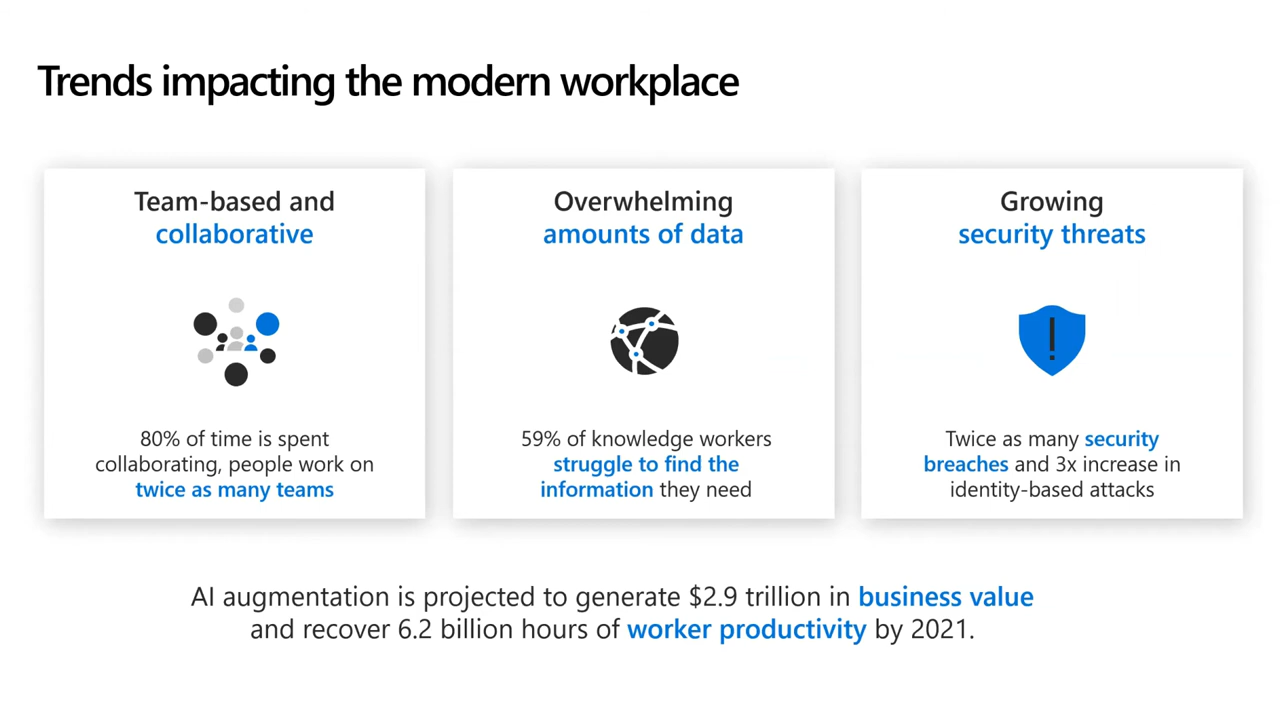 Trends impacting the modern workplace
Team-based and
collaborative
80% of time is spent
collaborating, people work on
twice as many teams
Overwhelming
amounts of data
59% of knowledge workers
struggle to find the
information they need
Growing
security threats
Twice as many security
breaches and 3x increase in
identity-based attacks
AI augmentation is projected to generate $2.9 trillion in business value
and recover 6.2 billion hours of worker productivity by 2021.